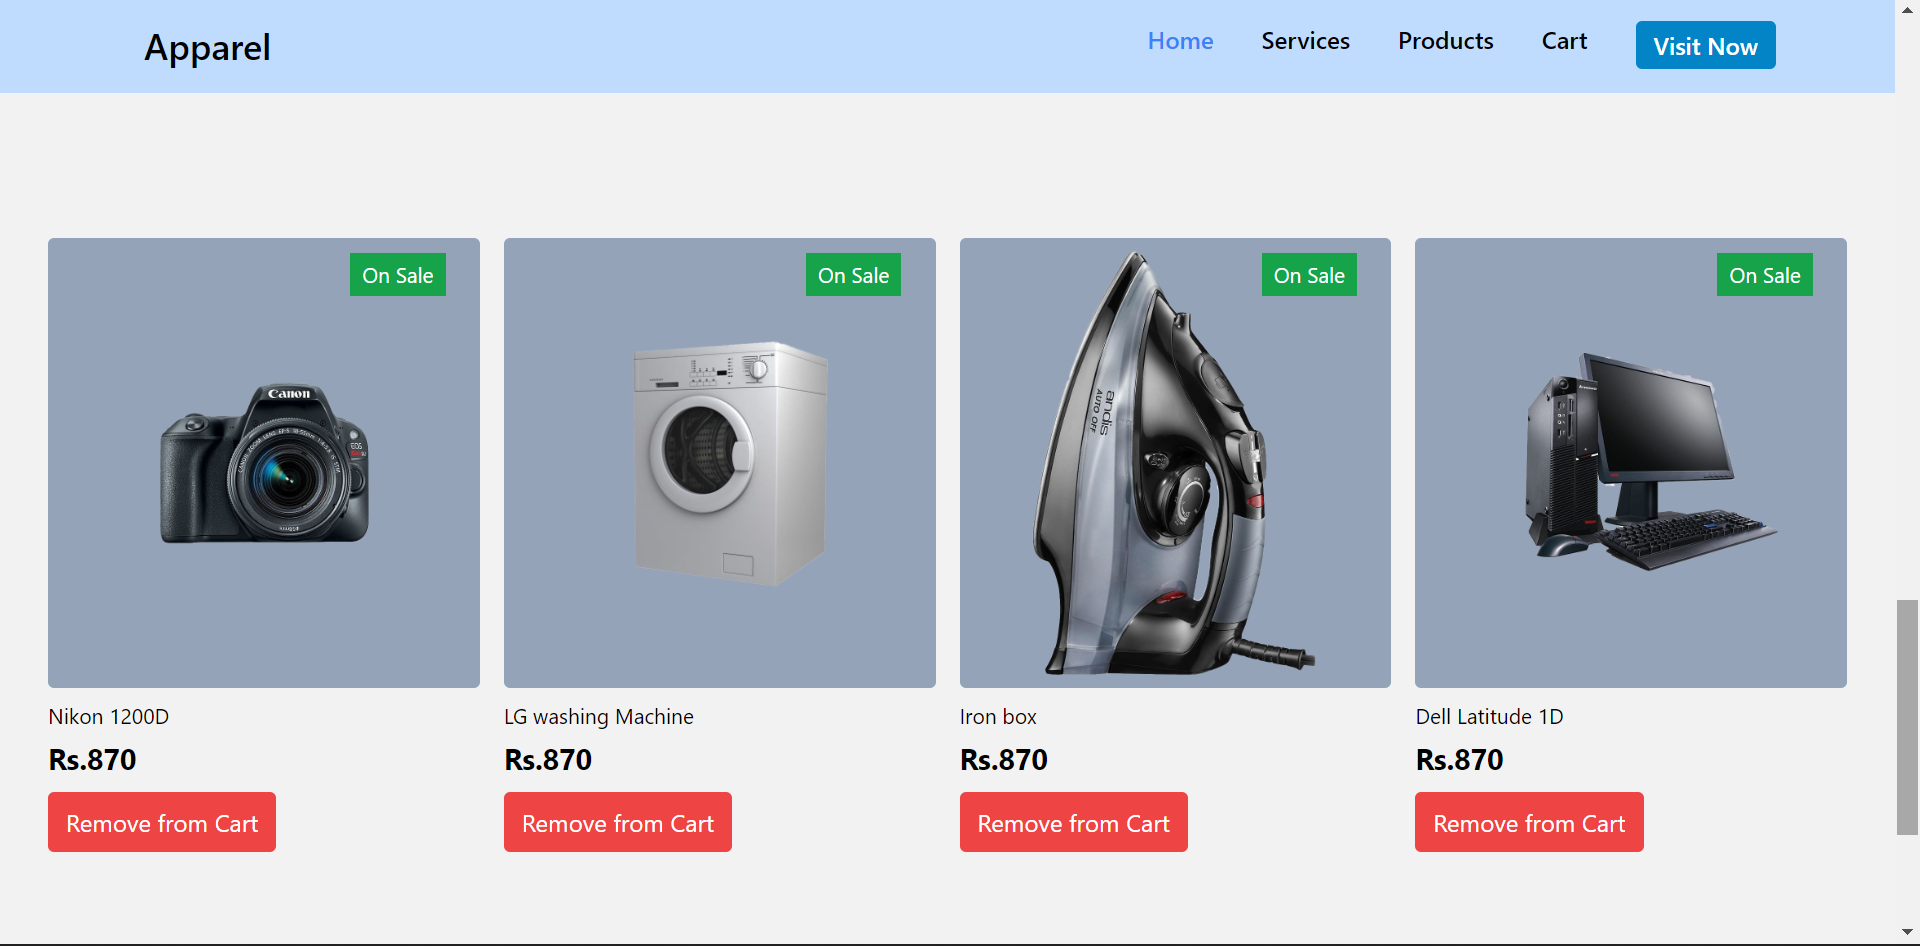 Apparel
Home Services Products Cart Visit Now
On Sale
On Sale
On Sale
On Sale
Canon
andis
AUTO OFF
Nikon 1200D
LG washing Machine
Iron box
Dell Latitude 1D
Rs.870
Rs.870
Rs.870
Rs.870
Remove from Cart
Remove from Cart
Remove from Cart
Remove from Cart